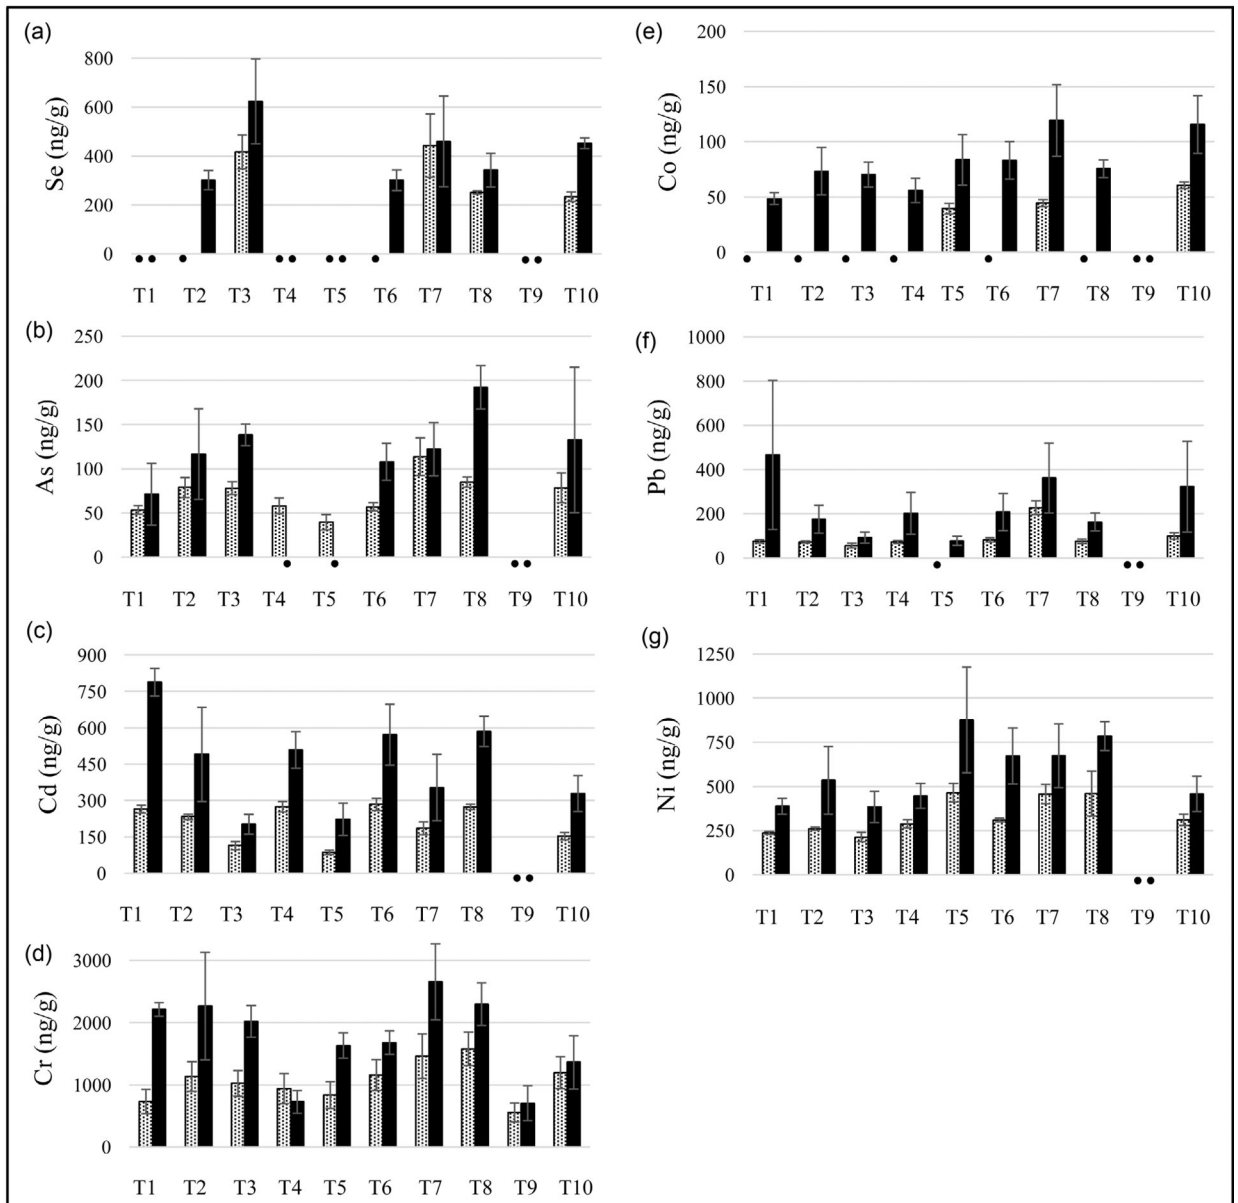 (a)
Se (ng/g)
800
600
400
200
0
T1 T2 T3 T4 T5 T6 T7 T8 T9 T10
(b)
As (ng/g)
250
200
150
100
50
0
T1 T2 T3 T4 T5 T6 T7 T8 T9 T10
(c)
Cd (ng/g)
900
750
600
450
300
150
0
T1 T2 T3 T4 T5 T6 T7 T8 T9 T10
(d)
Cr (ng/g)
3000
2000
1000
0
T1 T2 T3 T4 T5 T6 T7 T8 T9 T10
(e)
Co (ng/g)
200
150
100
50
0
T1 T2 T3 T4 T5 T6 T7 T8 T9 T10
(f)
Pb (ng/g)
1000
800
600
400
200
0
T1 T2 T3 T4 T5 T6 T7 T8 T9 T10
(g)
Ni (ng/g)
1250
1000
750
500
250
0
T1 T2 T3 T4 T5 T6 T7 T8 T9 T10